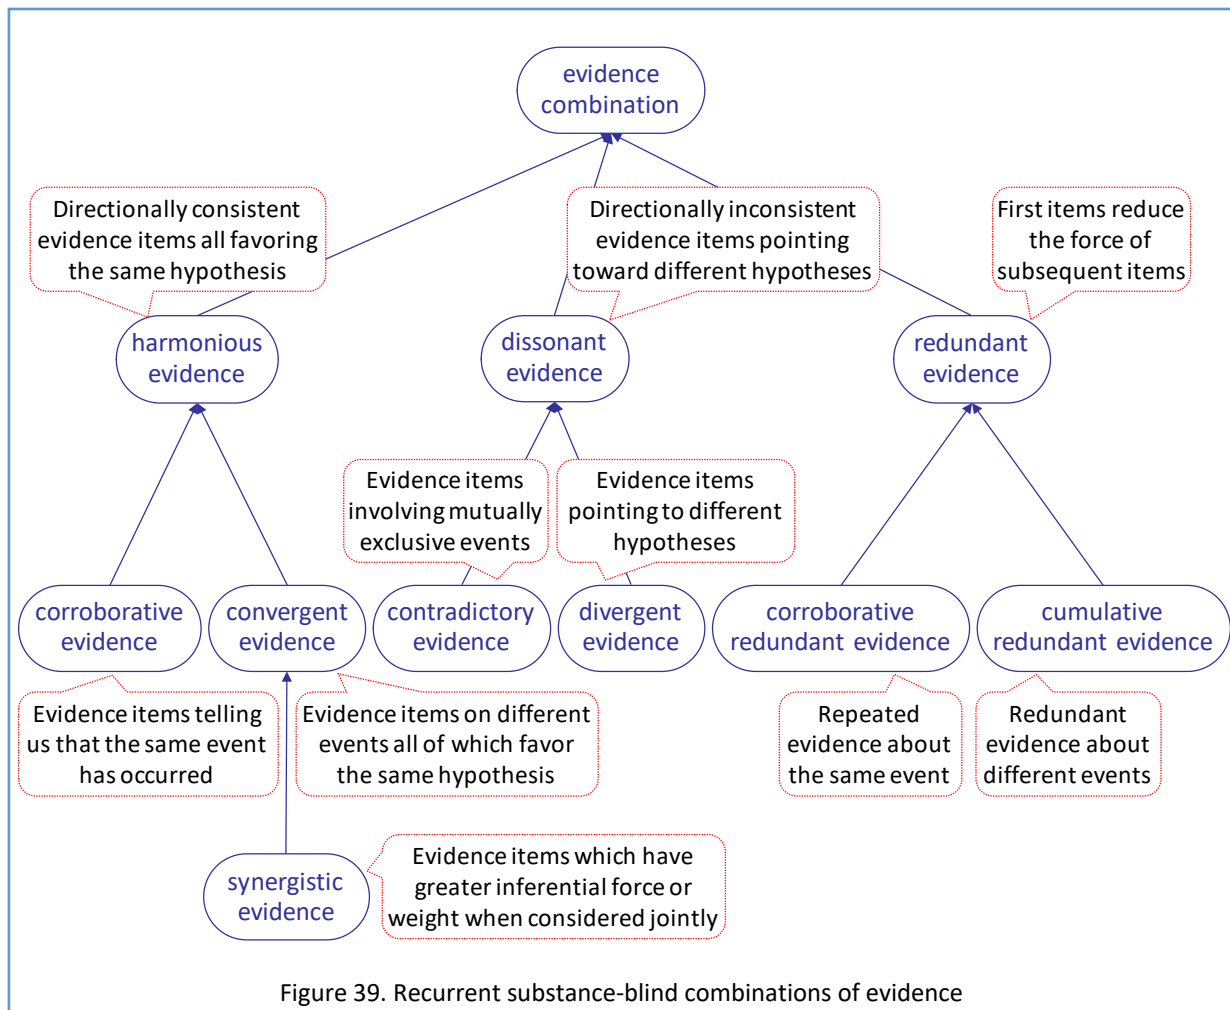 evidence
combination
Directionally consistent
evidence items all favoring
the same hypothesis
Directionally inconsistent
evidence items pointing
toward different hypotheses
First items reduce
the force of
subsequent items
harmonious
evidence
dissonant
evidence
redundant
evidence
Evidence items
involving mutually
exclusive events
Evidence items
pointing to different
hypotheses
corroborative
evidence
convergent
evidence
contradictory
evidence
divergent
evidence
corroborative
redundant evidence
cumulative
redundant evidence
Evidence items telling
us that the same event
has occurred
Evidence items on different
events all of which favor
the same hypothesis
Repeated
evidence about
the same event
Redundant
evidence about
different events
synergistic
evidence
Evidence items which have
greater inferential force or
weight when considered jointly
Figure 39. Recurrent substance-blind combinations of evidence